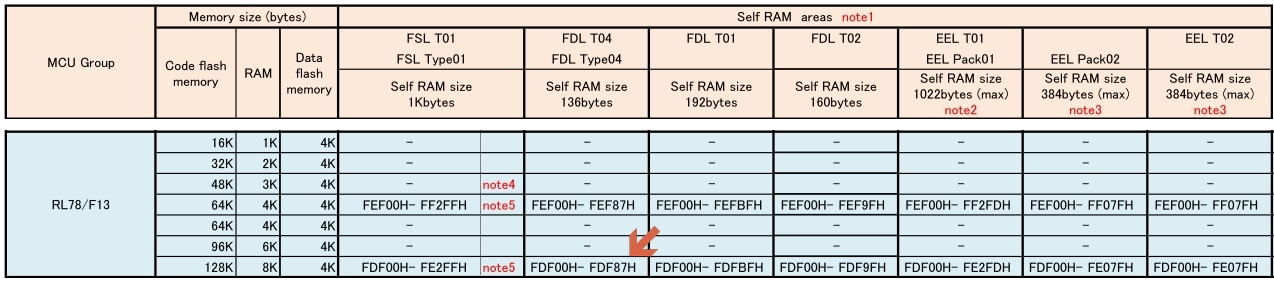 MCU Group Memory size (bytes) Self RAM areas note1
Code flash memory RAM Data flash memory FSL T01 FDL T04 FDL T01 FDL T02 EEL T01 EEL T02
FSL Type01 FDL Type04 EEL Pack01 EEL Pack02
Self RAM size Self RAM size Self RAM size Self RAM size Self RAM size Self RAM size Self RAM size
1Kbytes 136bytes 192bytes 160bytes 1022bytes (max) 384bytes (max) 384bytes (max)
note2 note3 note3
RL78/F13
16K 1K 4K - - - - - - -
32K 2K 4K - - - - - - -
48K 3K 4K - note4 - - - - - -
64K 4K 4K FEF00H- FF2FFH note5 FEF00H- FEF87H FEF00H- FEFBFH FEF00H- FEF9FH FEF00H- FF2FDH FEF00H- FF07FH FEF00H- FF07FH
64K 4K 4K - - - - - - -
96K 6K 4K - - - - - - -
128K 8K 4K FDF00H- FE2FFH note5 FDF00H- FDF87H FDF00H- FDFBFH FDF00H- FDF9FH FDF00H- FE2FDH FDF00H- FE07FH FDF00H- FE07FH